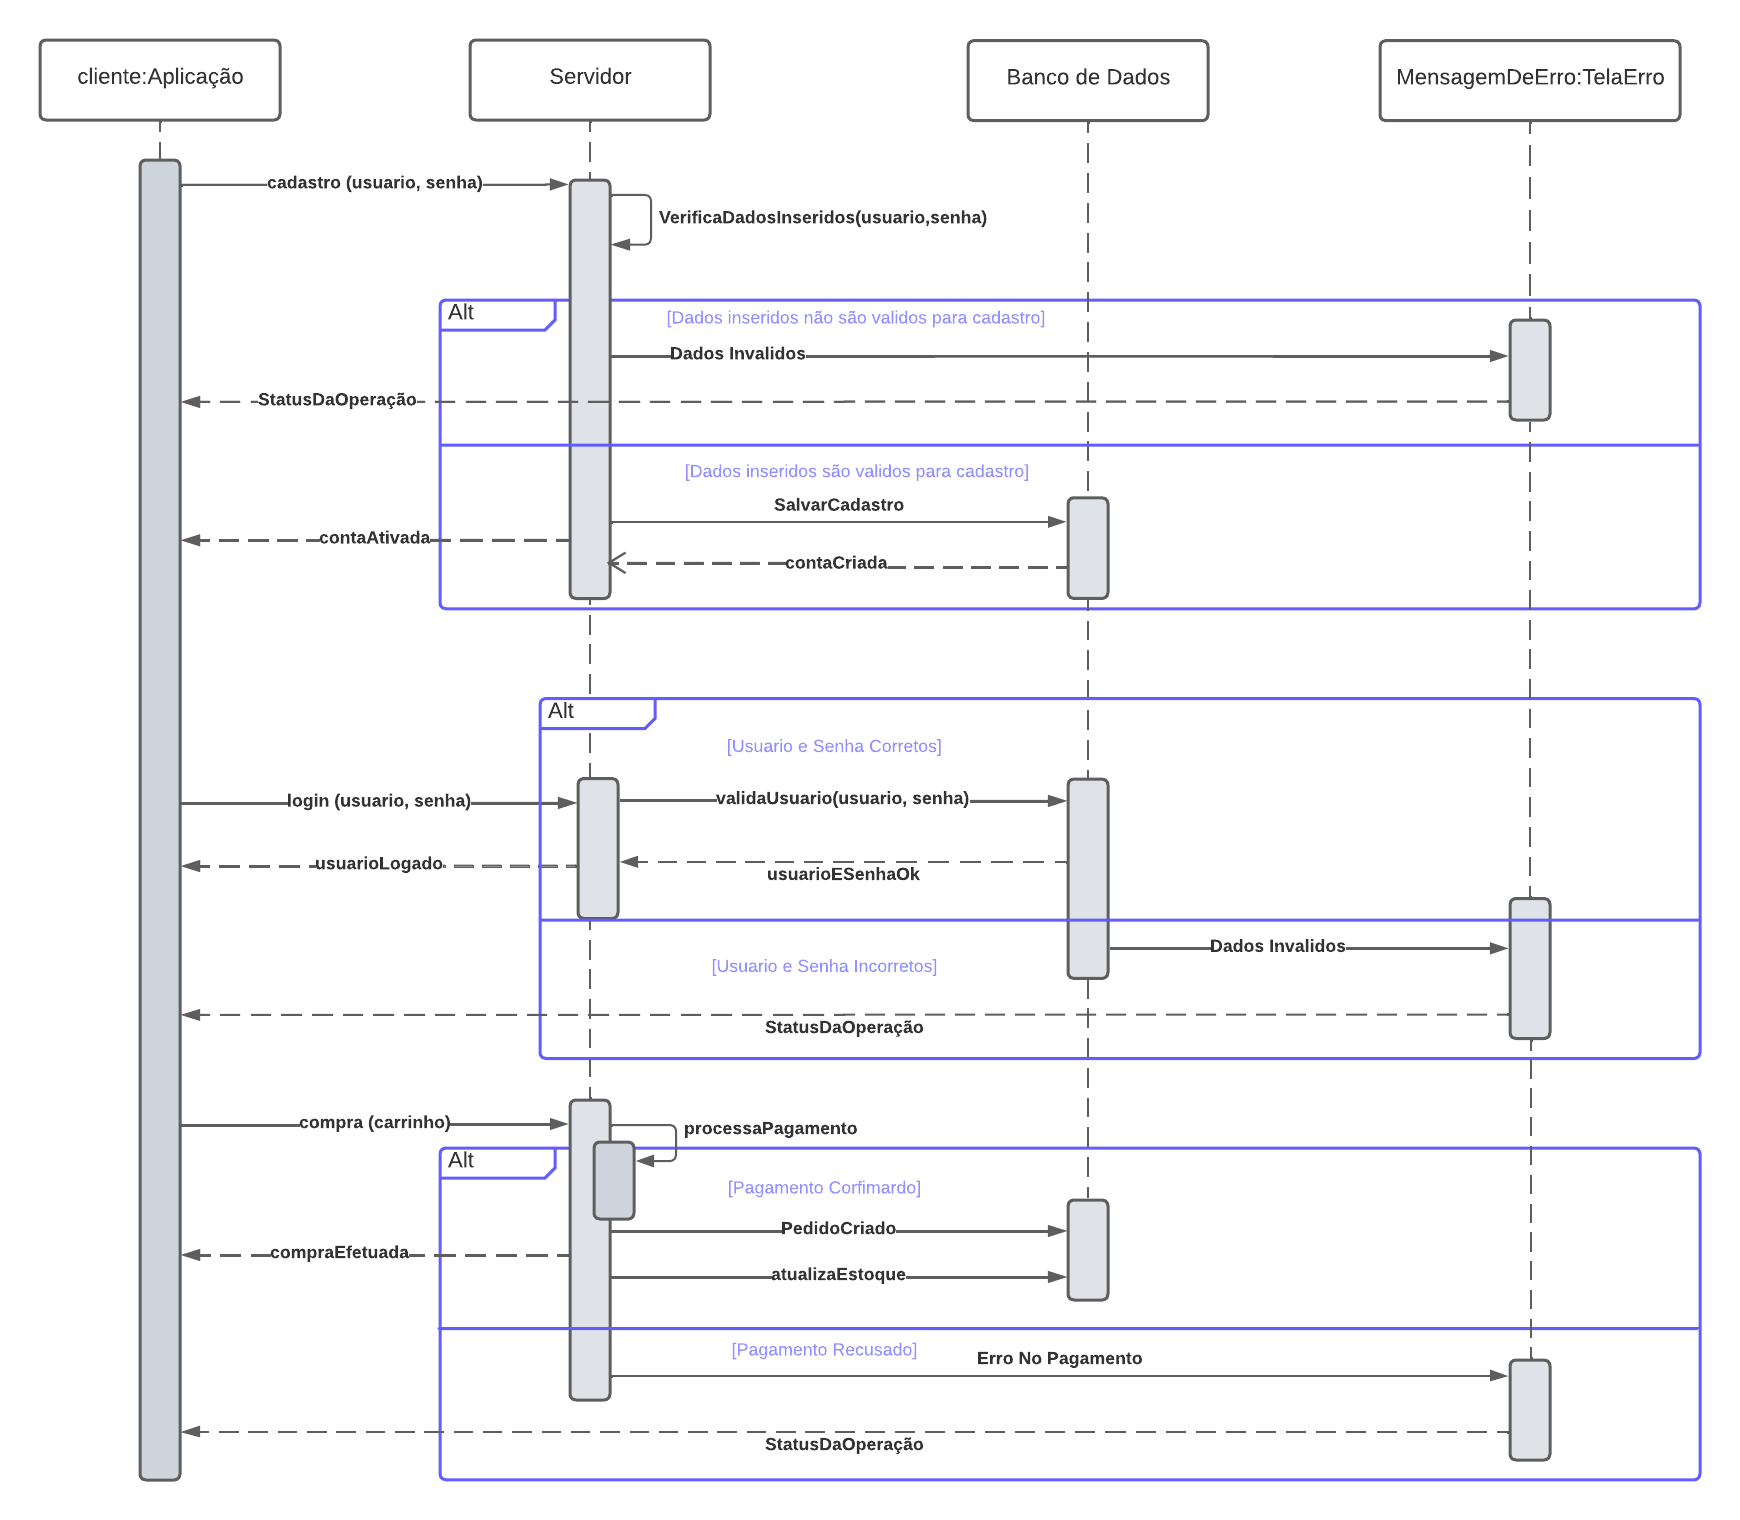 cliente:Aplicação
Servidor
Banco de Dados
MensagemDeErro:TelaErro
cadastro (usuario, senha)
VerificaDadosInseridos(usuario,senha)
Alt
[Dados inseridos não são validos para cadastro]
Dados Invalidos
StatusDaOperação
[Dados inseridos são validos para cadastro]
SalvarCadastro
contaAtivada
contaCriada
Alt
[Usuario e Senha Corretos]
login (usuario, senha)
validaUsuario(usuario, senha)
usuarioLogado
usuarioESenhaOk
Dados Invalidos
[Usuario e Senha Incorretos]
StatusDaOperação
compra (carrinho)
processaPagamento
Alt
[Pagamento Corfimardo]
PedidoCriado
compraEfetuada
atualizaEstoque
[Pagamento Recusado]
Erro No Pagamento
StatusDaOperação